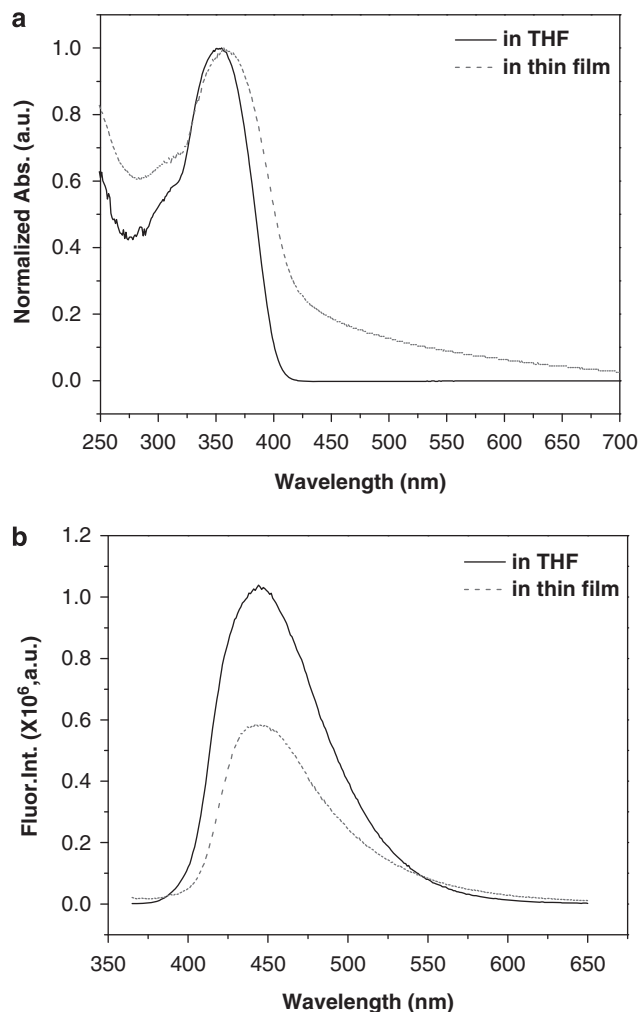 a
in THF
in thin film
Normalized Abs. (a.u.)
1.0
0.8
0.6
0.4
0.2
0.0
250 300 350 400 450 500 550 600 650 700
Wavelength (nm)
b
in THF
in thin film
Fluor.Int. (X10⁶,a.u.)
1.2
1.0
0.8
0.6
0.4
0.2
0.0
350 400 450 500 550 600 650
Wavelength (nm)